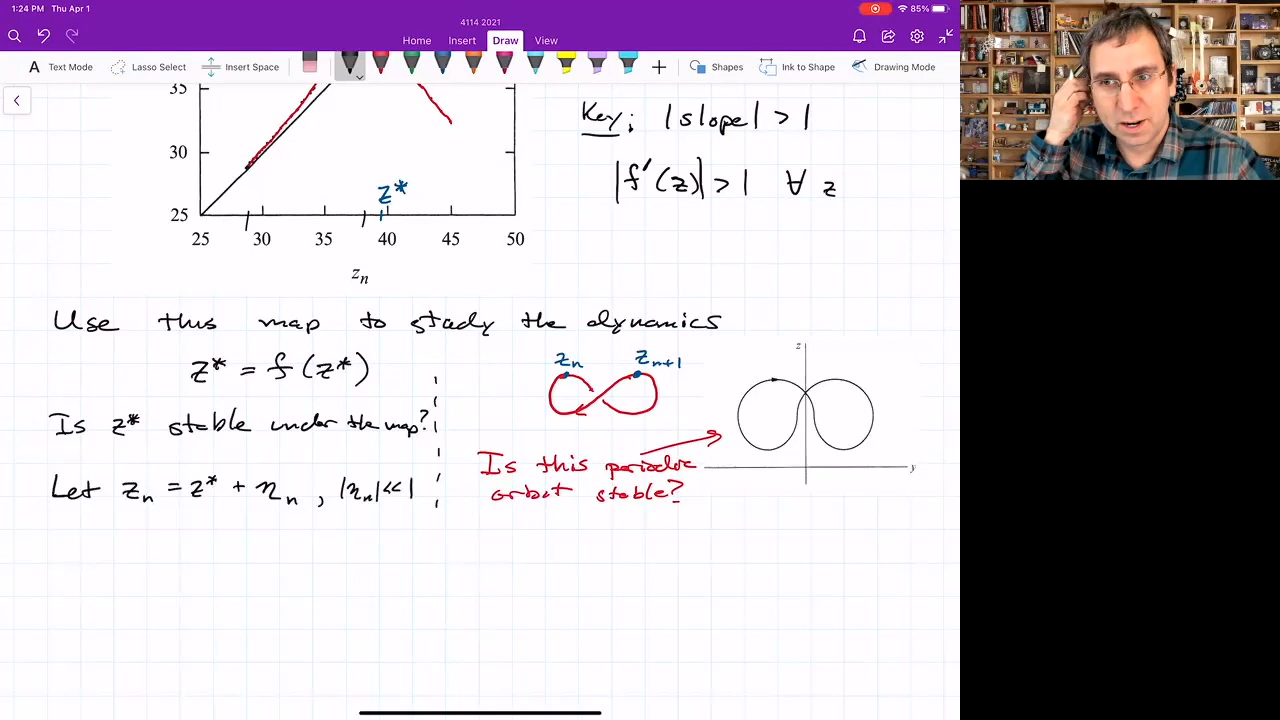 1:24 PM Thu Apr 1
85%
4114 2021
Home Insert Draw View
A Text Mode Lasso Select Insert Space Shapes Ink to Shape Drawing Mode
35
30
25
25 30 35 40 45 50
z*
zₙ
Key; |slope| > 1
|f'(z)| > 1 ∀ z
Use this map to study the dynamics
z* = f(z*)
Is z* stable under the map?
Let zₙ = z* + ηₙ , |ηₙ| << 1
zₙ zₙ₊₁
Is this periodic
orbit stable?
z
y